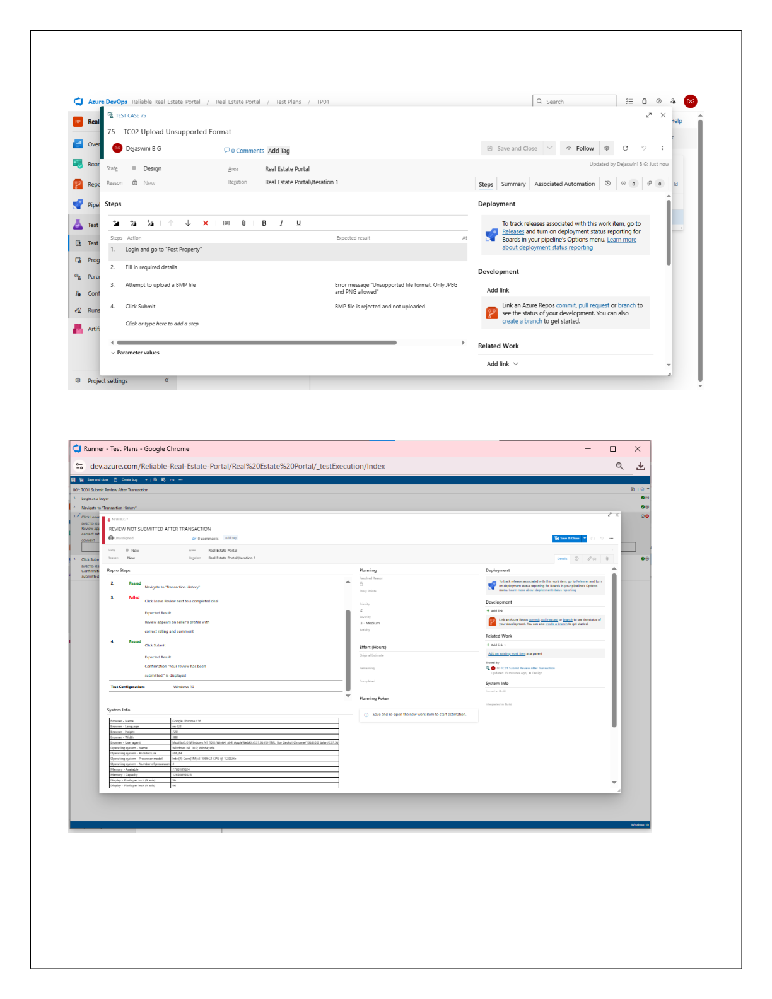 Azure DevOps Reliable-Real-Estate-Portal / Real Estate Portal / Test Plans / TP01
Search
DG
RP Real
Help
TEST CASE 75
75 TC02 Upload Unsupported Format
DG Dejaswini B G
0 Comments Add Tag
Save and Close
Follow
State Design
Area Real Estate Portal
Updated by Dejaswini B G: Just now
Reason New
Iteration Real Estate Portal\Iteration 1
Steps Summary Associated Automation 0 0
Over
Boar
Repo
Pipe
Test
Test
Prog
Para
Conf
Runs
Artif
Project settings
ld
Steps
B I U
Steps Action Expected result At
1. Login and go to "Post Property"
2. Fill in required details
3. Attempt to upload a BMP file
Error message "Unsupported file format. Only JPEG
and PNG allowed"
4. Click Submit BMP file is rejected and not uploaded
Click or type here to add a step
Parameter values
Deployment
To track releases associated with this work item, go to
Releases and turn on deployment status reporting for
Boards in your pipeline's Options menu. Learn more
about deployment status reporting
Development
Add link
Link an Azure Repos commit, pull request or branch to
see the status of your development. You can also
create a branch to get started.
Related Work
Add link
Runner - Test Plans - Google Chrome
dev.azure.com/Reliable-Real-Estate-Portal/Real%20Estate%20Portal/_testExecution/Index
Save and close Create bug
80*: TC01 Submit Review After Transaction
1. Login as a buyer
2. Navigate to "Transaction History"
3. Click Leave
EXPECTED RES
Review app
correct rat
COMMENT
4. Click Subm
EXPECTED RES
Confirmati
submitted
NEW BUG *
REVIEW NOT SUBMITTED AFTER TRANSACTION
Unassigned
0 comments Add tag
Save & Close
State New
Area Real Estate Portal
Reason New
Iteration Real Estate Portal\Iteration 1
Details
Repro Steps
2. Passed
Navigate to "Transaction History"
3. Failed
Click Leave Review next to a completed deal
Expected Result
Review appears on seller's profile with
correct rating and comment
4. Passed
Click Submit
Expected Result
Confirmation "Your review has been
submitted." is displayed
Test Configuration: Windows 10
System Info
Browser - Name Google Chrome 136
Browser - Language en-GB
Browser - Height 720
Browser - Width
Browser - User agent Mozilla/5.0 (Windows NT 10.0; Win64; x64) AppleWebKit/537.36 (KHTML, like Gecko) Chrome/136.0.0.0 Safari/537.36
Operating system - Name Windows NT 10.0; Win64; x64
Operating system - Architecture x86_64
Operating system - Processor model Intel(R) Core(TM) i3-1005G1 CPU @ 1.20GHz
Operating system - Number of processors 4
Memory - Available
Memory - Capacity
Display - Pixels per inch (X axis) 96
Display - Pixels per inch (Y axis) 96
Planning
Resolved Reason
Story Points
Priority
2
Severity
3 - Medium
Activity
Effort (Hours)
Original Estimate
Remaining
Completed
Planning Poker
Save and re-open the new work item to start estimation.
Deployment
To track releases associated with this work item, go to Releases and turn
on deployment status reporting for Boards in your pipeline's Options
menu. Learn more about deployment status reporting
Development
Add link
Link an Azure Repos commit, pull request or branch to see the status of
your development. You can also create a branch to get started.
Related Work
Add link
Add an existing work item as a parent
Tested By
80 TC01 Submit Review After Transaction
Updated 13 minutes ago, Design
System Info
Found in Build
Integrated in Build
Windows 10